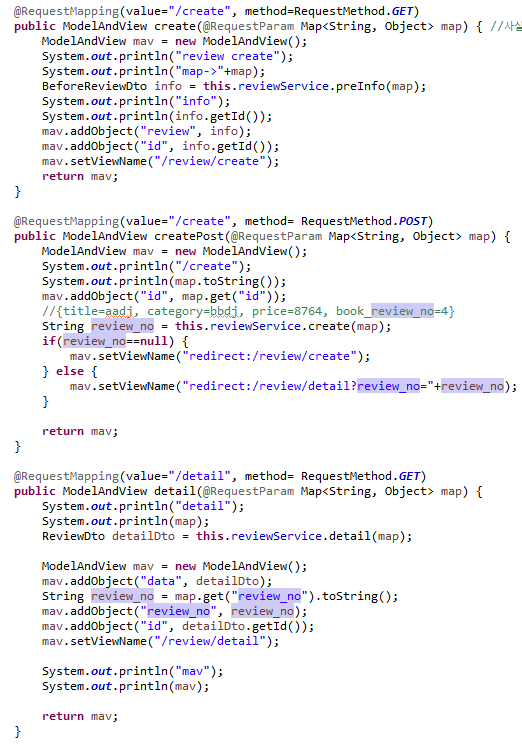 @RequestMapping(value="/create", method=RequestMethod.GET)
public ModelAndView create(@RequestParam Map<String, Object> map) { //사실
    ModelAndView mav = new ModelAndView();
    System.out.println("review create");
    System.out.println("map->"+map);
    BeforeReviewDto info = this.reviewService.preInfo(map);
    System.out.println("info");
    System.out.println(info.getId());
    mav.addObject("review", info);
    mav.addObject("id", info.getId());
    mav.setViewName("/review/create");
    return mav;
}
@RequestMapping(value="/create", method= RequestMethod.POST)
public ModelAndView createPost(@RequestParam Map<String, Object> map) {
    ModelAndView mav = new ModelAndView();
    System.out.println("/create");
    System.out.println(map.toString());
    mav.addObject("id", map.get("id"));
    //{title=aadj, category=bbdj, price=8764, book_review_no=4}
    String review_no = this.reviewService.create(map);
    if(review_no==null) {
        mav.setViewName("redirect:/review/create");
    } else {
        mav.setViewName("redirect:/review/detail?review_no="+review_no);
    }
    return mav;
}
@RequestMapping(value="/detail", method= RequestMethod.GET)
public ModelAndView detail(@RequestParam Map<String, Object> map) {
    System.out.println("detail");
    System.out.println(map);
    ReviewDto detailDto = this.reviewService.detail(map);
    ModelAndView mav = new ModelAndView();
    mav.addObject("data", detailDto);
    String review_no = map.get("review_no").toString();
    mav.addObject("review_no", review_no);
    mav.addObject("id", detailDto.getId());
    mav.setViewName("/review/detail");
    System.out.println("mav");
    System.out.println(mav);
    return mav;
}